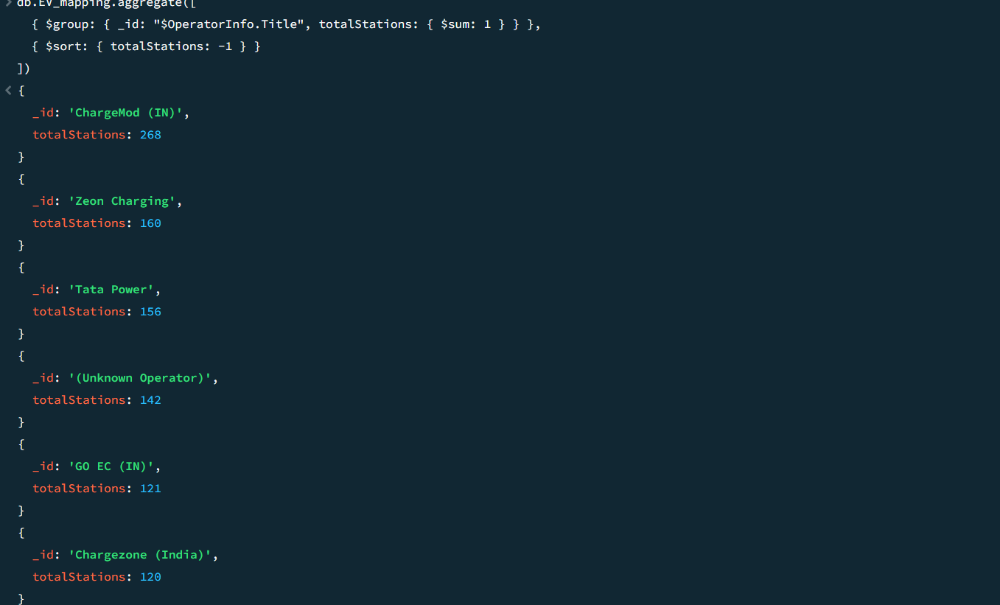 db.EV_mapping.aggregate([
{ $group: { _id: "$OperatorInfo.Title", totalStations: { $sum: 1 } } },
{ $sort: { totalStations: -1 } }
])
{
_id: 'ChargeMod (IN)',
totalStations: 268
}
{
_id: 'Zeon Charging',
totalStations: 160
}
{
_id: 'Tata Power',
totalStations: 156
}
{
_id: '(Unknown Operator)',
totalStations: 142
}
{
_id: 'GO EC (IN)',
totalStations: 121
}
{
_id: 'Chargezone (India)',
totalStations: 120
}